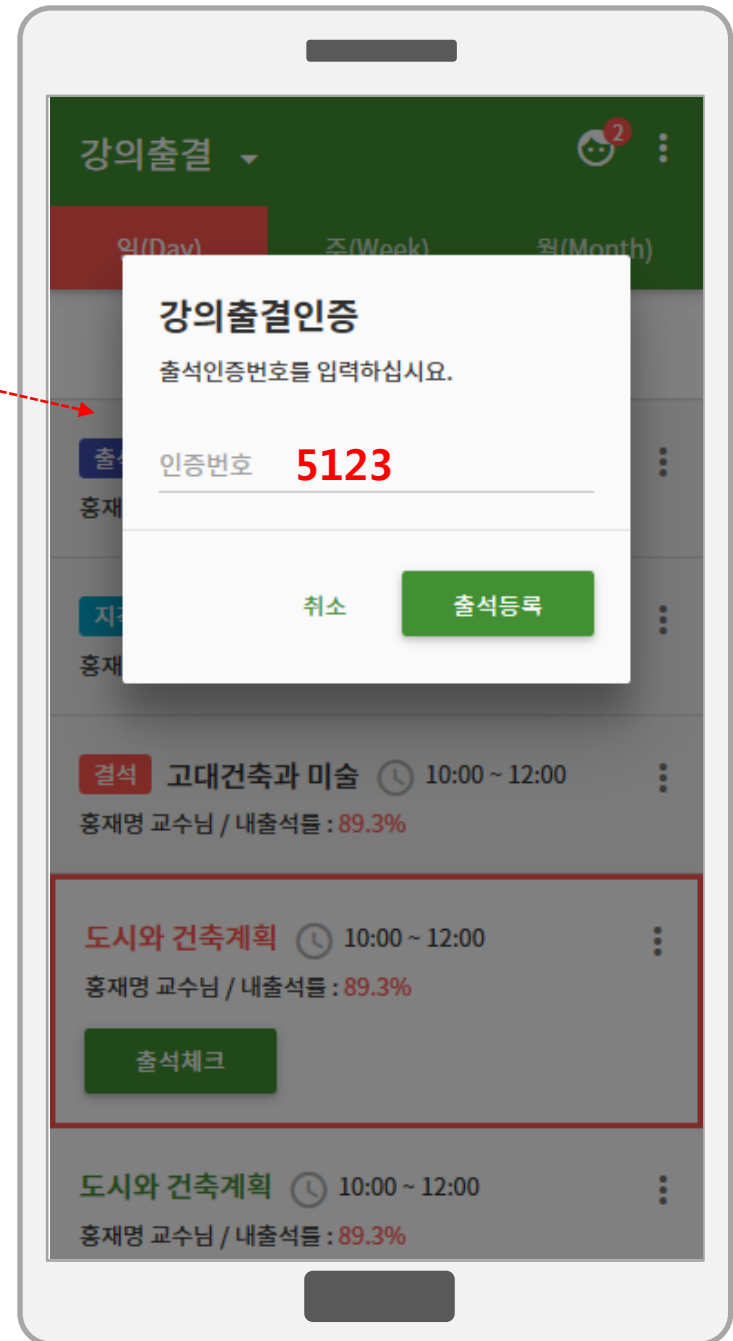 강의출결
2
일(Day) 주(Week) 월(Month)
강의출결인증
출석인증번호를 입력하십시요.
인증번호 5123
취소 출석등록
홍재
홍재
결석 고대건축과 미술 10:00 ~ 12:00
홍재명 교수님 / 내출석틀 : 89.3%
도시와 건축계획 10:00 ~ 12:00
홍재명 교수님 / 내출석틀 : 89.3%
출석체크
도시와 건축계획 10:00 ~ 12:00
홍재명 교수님 / 내출석틀 : 89.3%